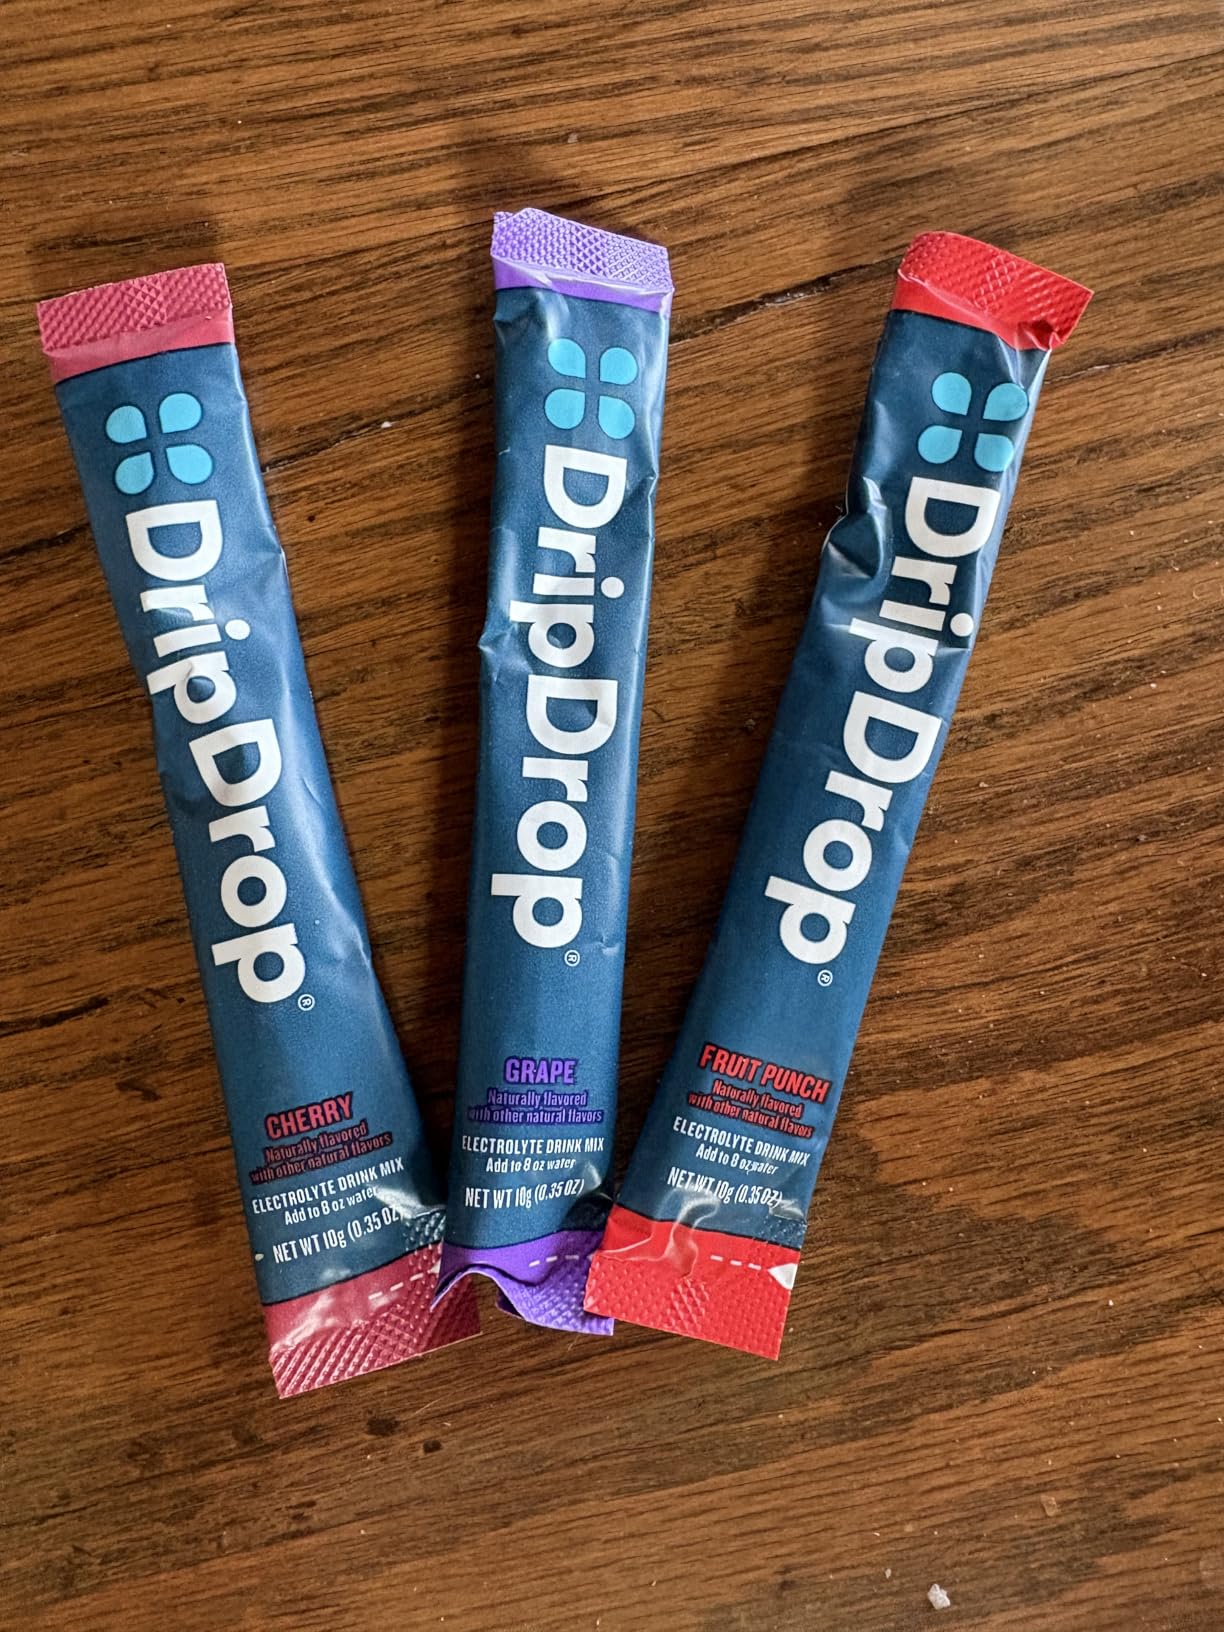 DripDrop®
CHERRY
Naturally flavored
with other natural flavors
ELECTROLYTE DRINK MIX
Add to 8 oz water
NET WT 10g (0.35 OZ)
DripDrop®
GRAPE
Naturally flavored
with other natural flavors
ELECTROLYTE DRINK MIX
Add to 8 oz water
NET WT 10g (0.35 OZ)
DripDrop®
FRUIT PUNCH
Naturally flavored
with other natural flavors
ELECTROLYTE DRINK MIX
Add to 8 oz water
NET WT 10g (0.35 OZ)